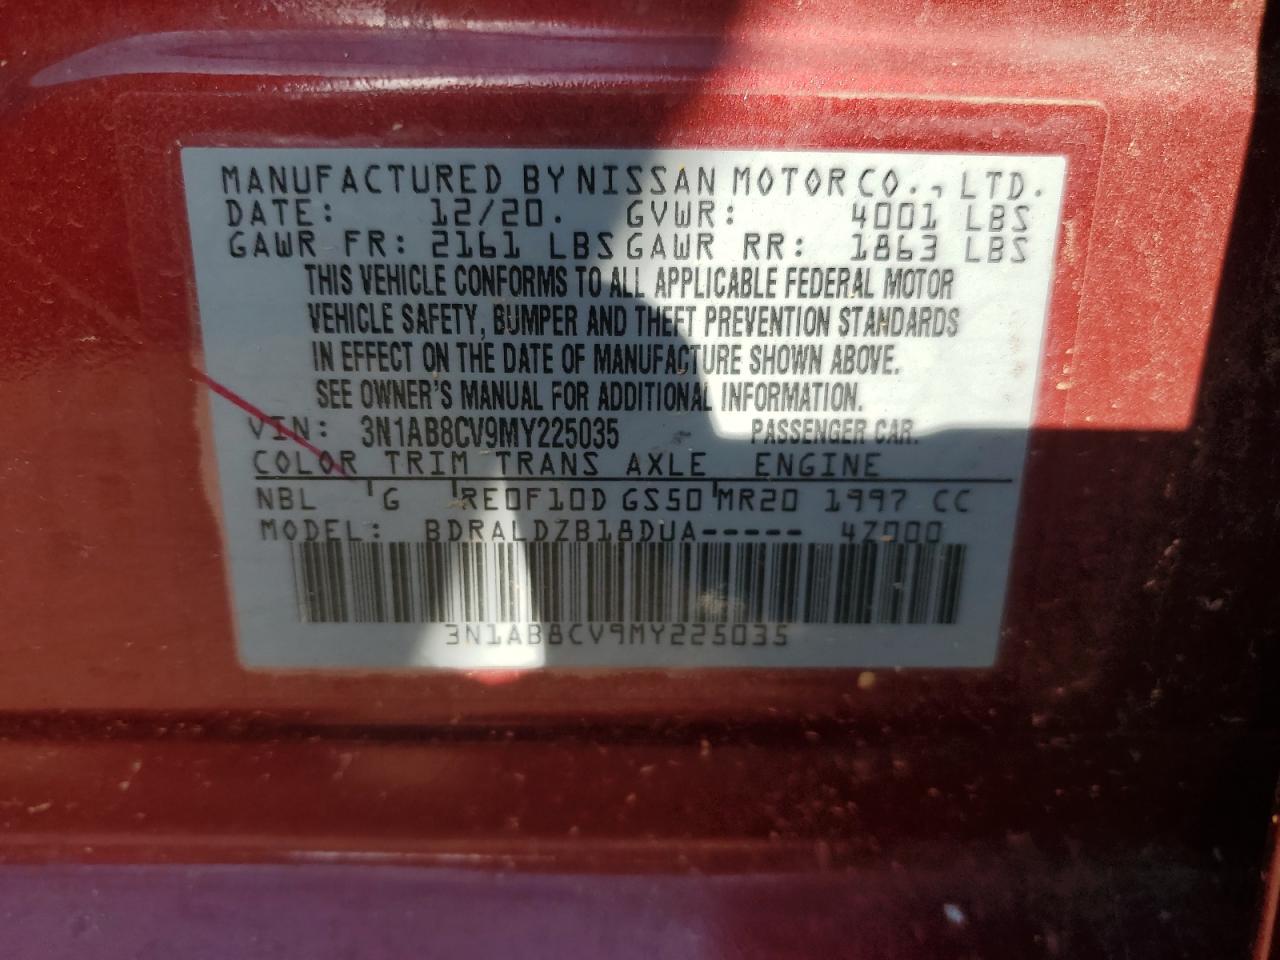 MANUFACTURED BY NISSAN MOTOR CO., LTD.
DATE: 12/20. GVWR: 4001 LBS
GAWR FR: 2161 LBS GAWR RR: 1863 LBS
THIS VEHICLE CONFORMS TO ALL APPLICABLE FEDERAL MOTOR
VEHICLE SAFETY, BUMPER AND THEFT PREVENTION STANDARDS
IN EFFECT ON THE DATE OF MANUFACTURE SHOWN ABOVE.
SEE OWNER'S MANUAL FOR ADDITIONAL INFORMATION.
VIN: 3N1AB8CV9MY225035 PASSENGER CAR.
COLOR TRIM TRANS AXLE ENGINE
NBL G RE0F10D GS50 MR20 1997 CC
MODEL: BDRALDZB18DUA----- 4Z000
3N1AB8CV9MY225035